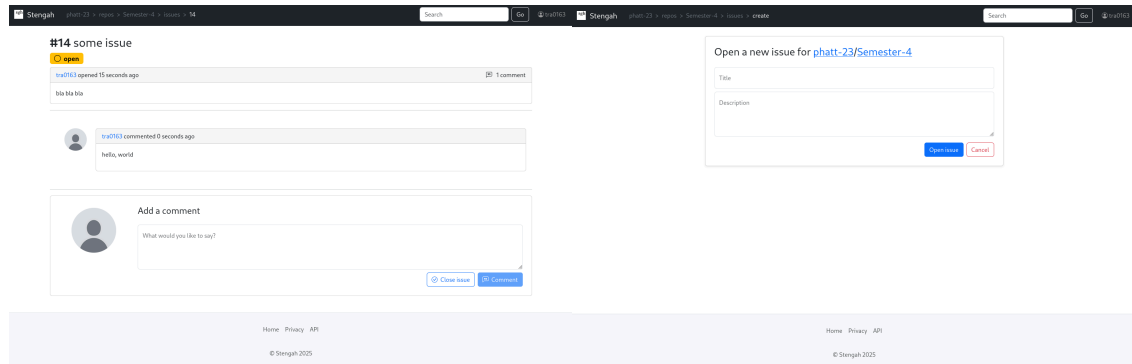 Stengah phatt-23 > repos > Semester-4 > issues > 14 Search Go tra0163
#14 some issue
open
tra0163 opened 15 seconds ago 1 comment
bla bla bla
tra0163 commented 0 seconds ago
hello, world
Add a comment
What would you like to say?
Close issue Comment
Home Privacy API
© Stengah 2025
Stengah phatt-23 > repos > Semester-4 > issues > create Search Go tra0163
Open a new issue for phatt-23/Semester-4
Title
Description
Open issue Cancel
Home Privacy API
© Stengah 2025